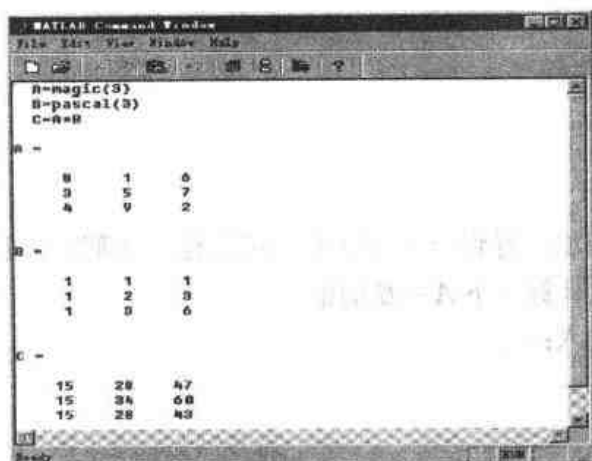 MATLAB Command Window
File Edit View Window Help
A=magic(3)
B=pascal(3)
C=A*B
A =
8 1 6
3 5 7
4 9 2
B =
1 1 1
1 2 3
1 3 6
C =
15 28 47
15 34 60
15 28 43
Ready NUM